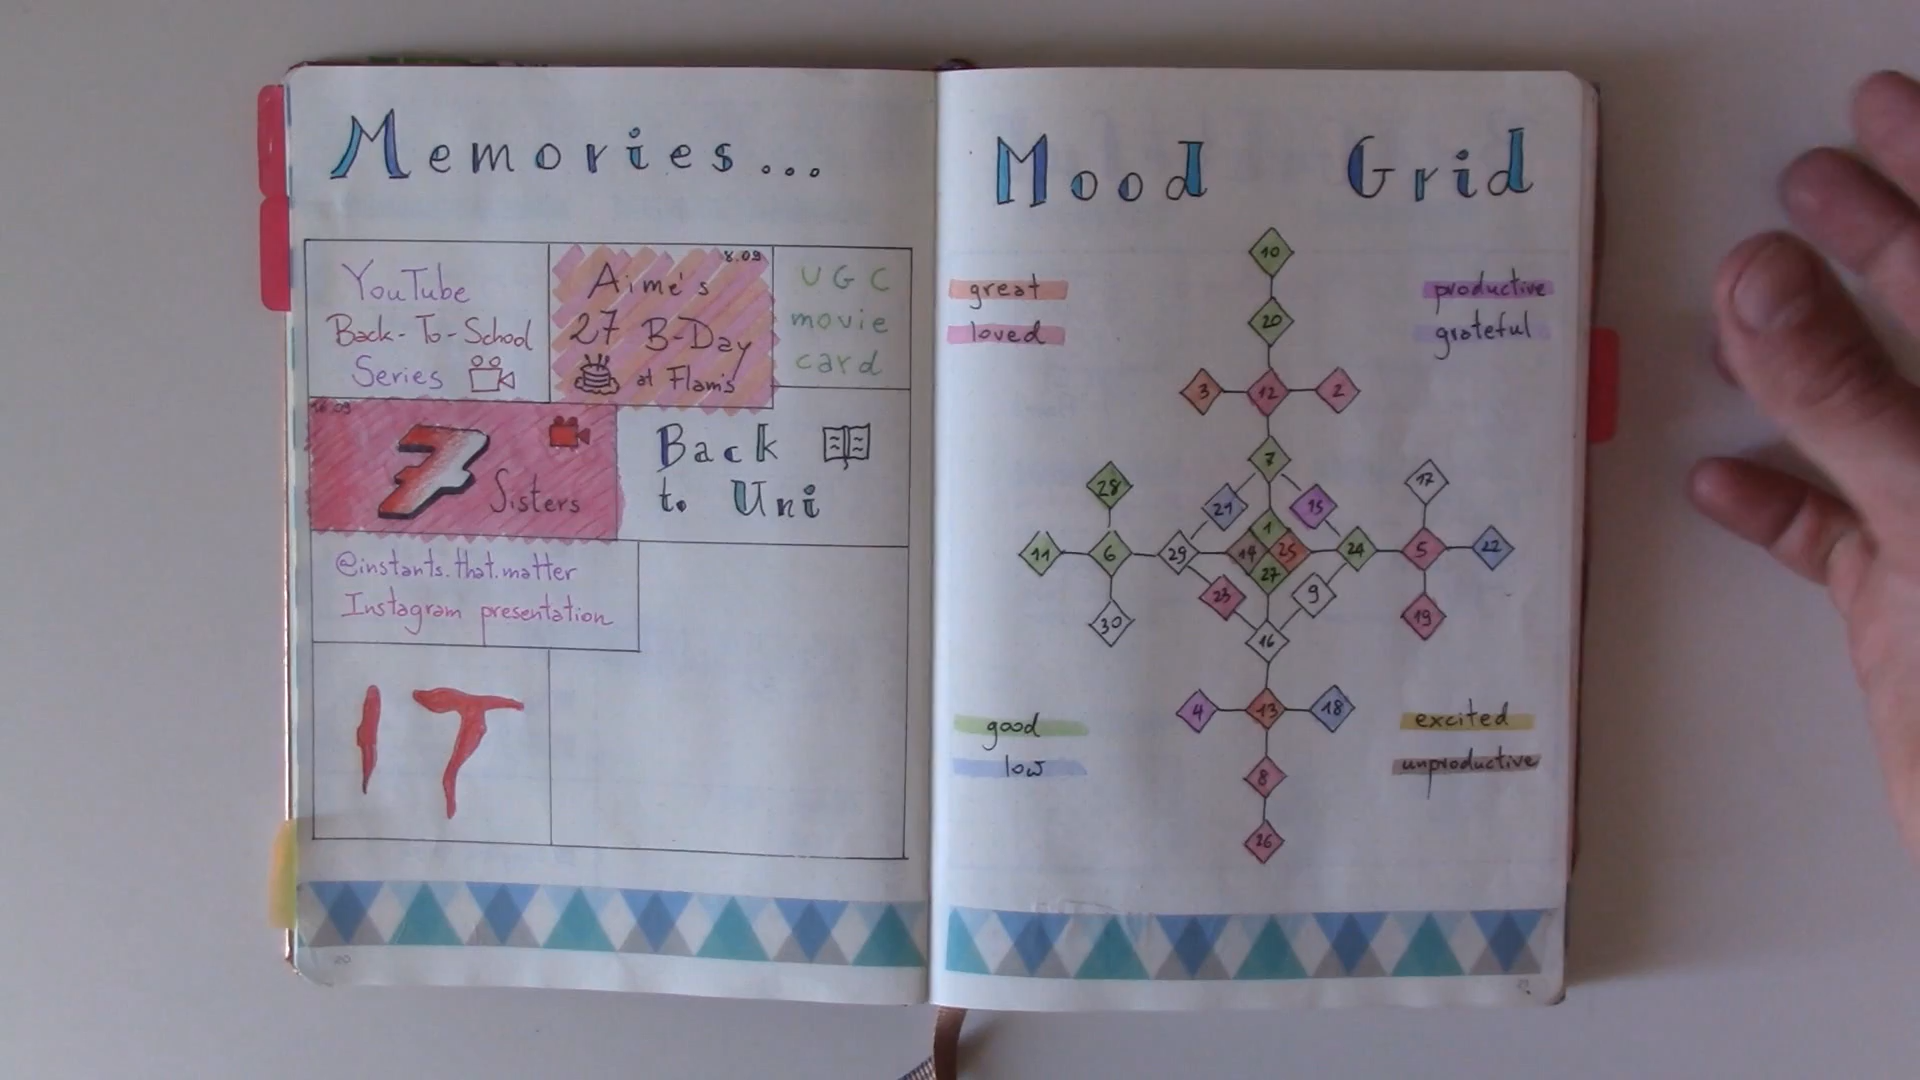 Memories...
YouTube
Back-To-School
Series
8.09
Aimé's
27 B-Day
at Flam's
UGC
movie
card
16.09
7
Sisters
Back
to Uni
@instants.that.matter
Instagram presentation
IT
20
Mood Grid
great
loved
productive
grateful
10
20
3 12 2
7
28
17
21 15
1
11 6 29 14 25 24 5 22
27
23 9
30
19
16
4 13 18
8
26
good
low
excited
unproductive